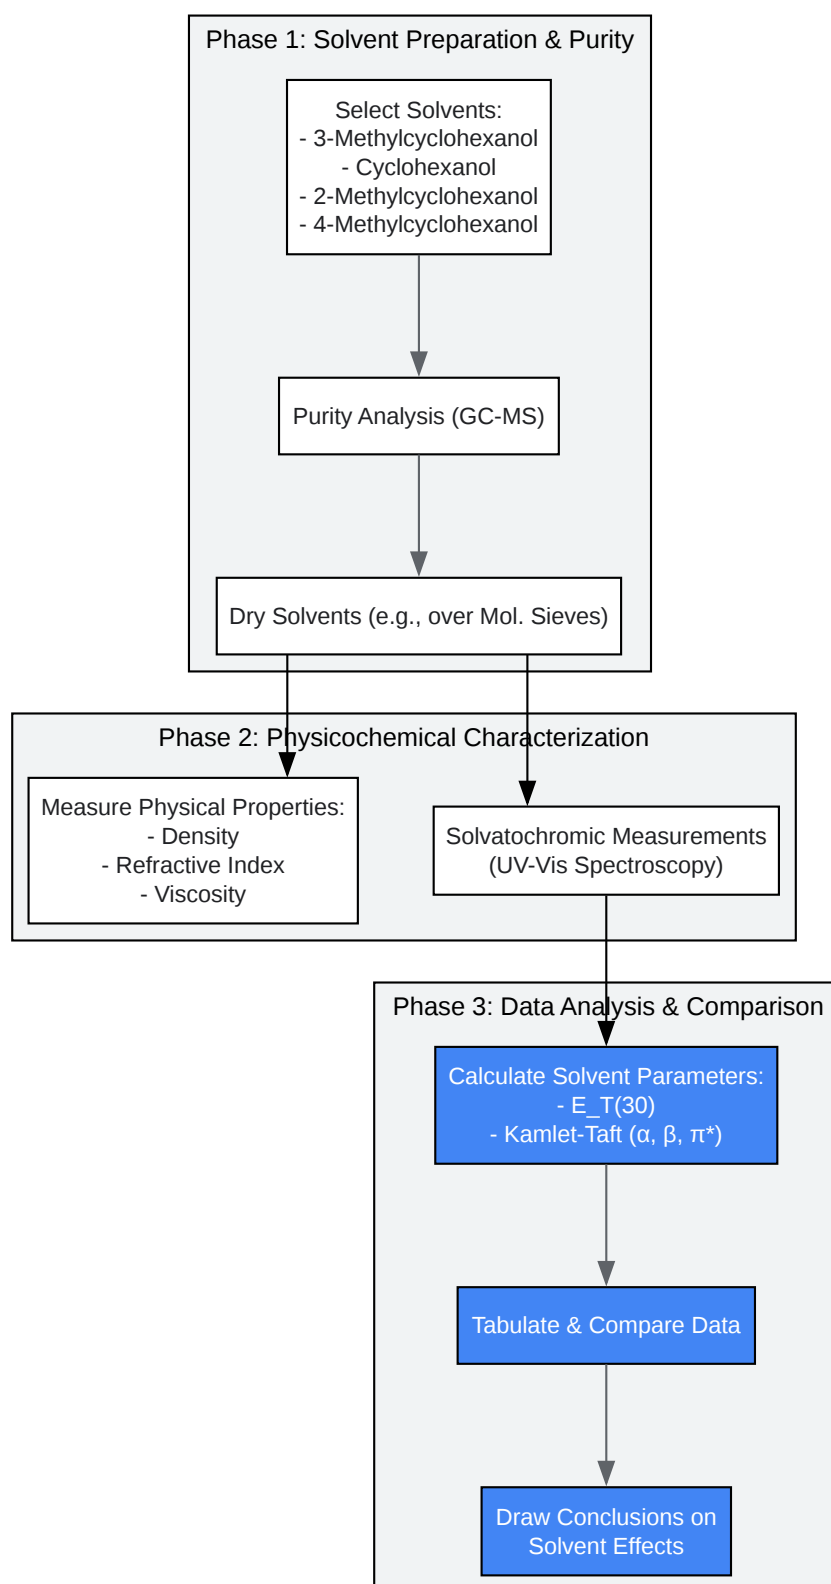 Phase 1: Solvent Preparation & Purity
Select Solvents:
- 3-Methylcyclohexanol
- Cyclohexanol
- 2-Methylcyclohexanol
- 4-Methylcyclohexanol
Purity Analysis (GC-MS)
Dry Solvents (e.g., over Mol. Sieves)
Phase 2: Physicochemical Characterization
Measure Physical Properties:
- Density
- Refractive Index
- Viscosity
Solvatochromic Measurements
(UV-Vis Spectroscopy)
Phase 3: Data Analysis & Comparison
Calculate Solvent Parameters:
- E_T(30)
- Kamlet-Taft (α, β, π*)
Tabulate & Compare Data
Draw Conclusions on
Solvent Effects